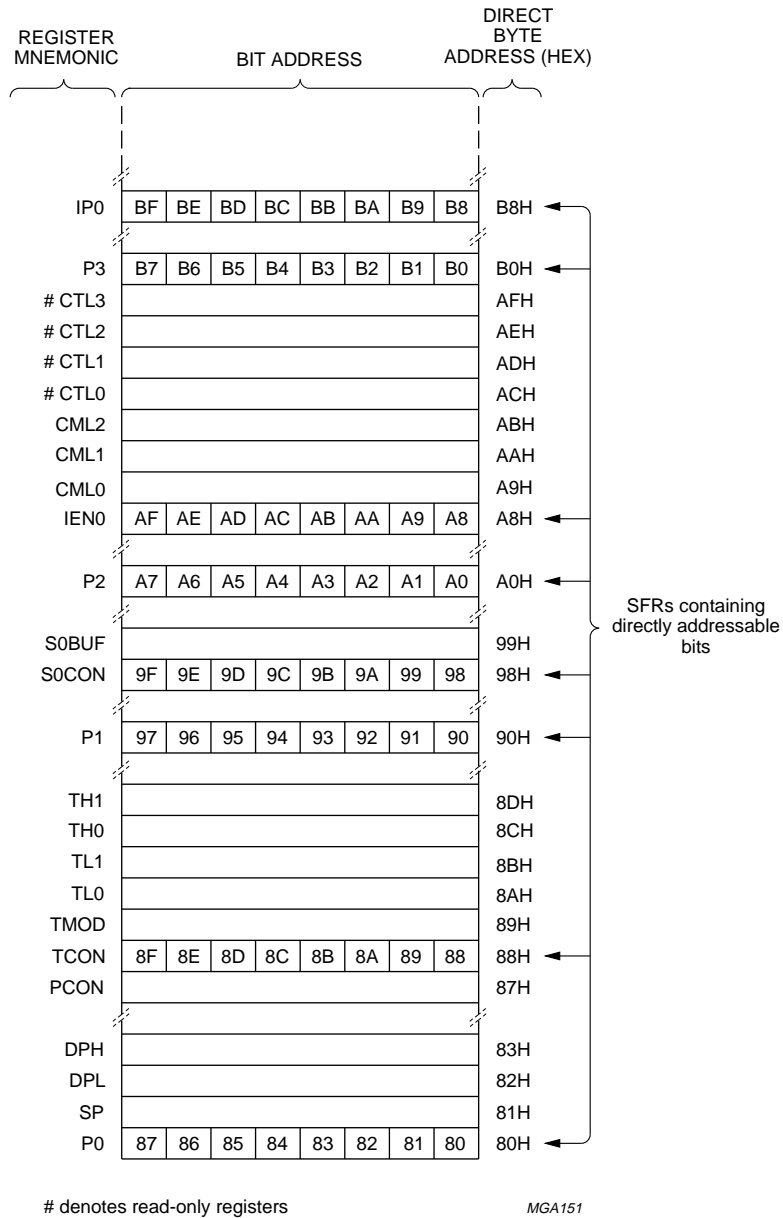 REGISTER MNEMONIC
BIT ADDRESS
DIRECT BYTE ADDRESS (HEX)
IP0 BF BE BD BC BB BA B9 B8 B8H
P3 B7 B6 B5 B4 B3 B2 B1 B0 B0H
# CTL3 AFH
# CTL2 AEH
# CTL1 ADH
# CTL0 ACH
CML2 ABH
CML1 AAH
CML0 A9H
IEN0 AF AE AD AC AB AA A9 A8 A8H
P2 A7 A6 A5 A4 A3 A2 A1 A0 A0H
SFRs containing
directly addressable
bits
S0BUF 99H
S0CON 9F 9E 9D 9C 9B 9A 99 98 98H
P1 97 96 95 94 93 92 91 90 90H
TH1 8DH
TH0 8CH
TL1 8BH
TL0 8AH
TMOD 89H
TCON 8F 8E 8D 8C 8B 8A 89 88 88H
PCON 87H
DPH 83H
DPL 82H
SP 81H
P0 87 86 85 84 83 82 81 80 80H
# denotes read-only registers
MGA151